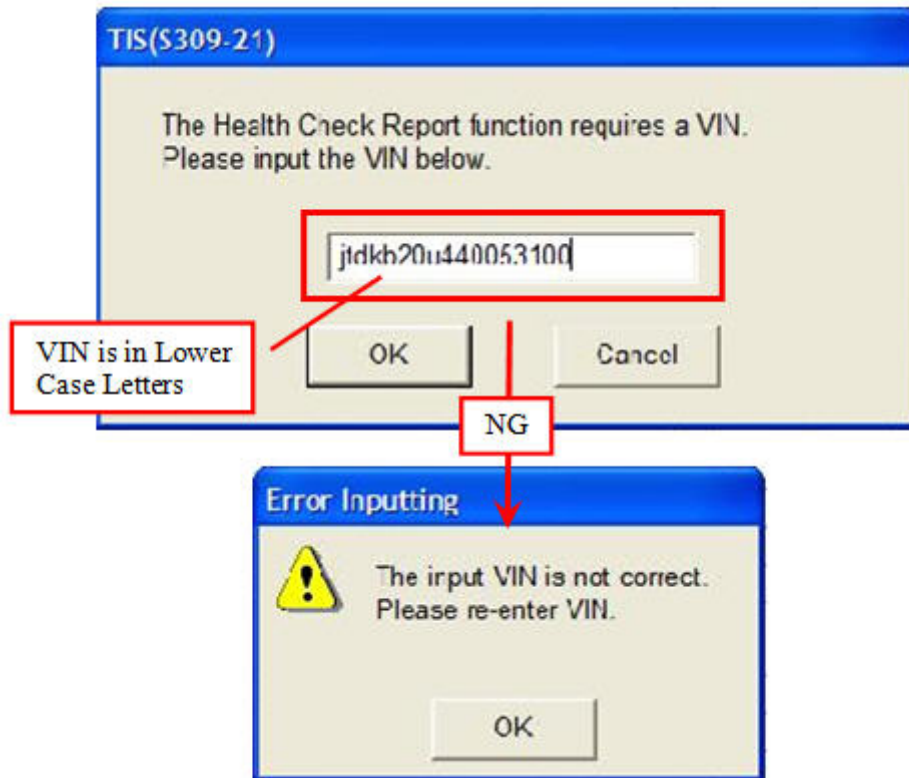 TIS(S309-21)
The Health Check Report function requires a VIN.
Please input the VIN below.
jtdkb20u440053100
VIN is in Lower
Case Letters
OK
Cancel
NG
Error Inputting
The input VIN is not correct.
Please re-enter VIN.
OK